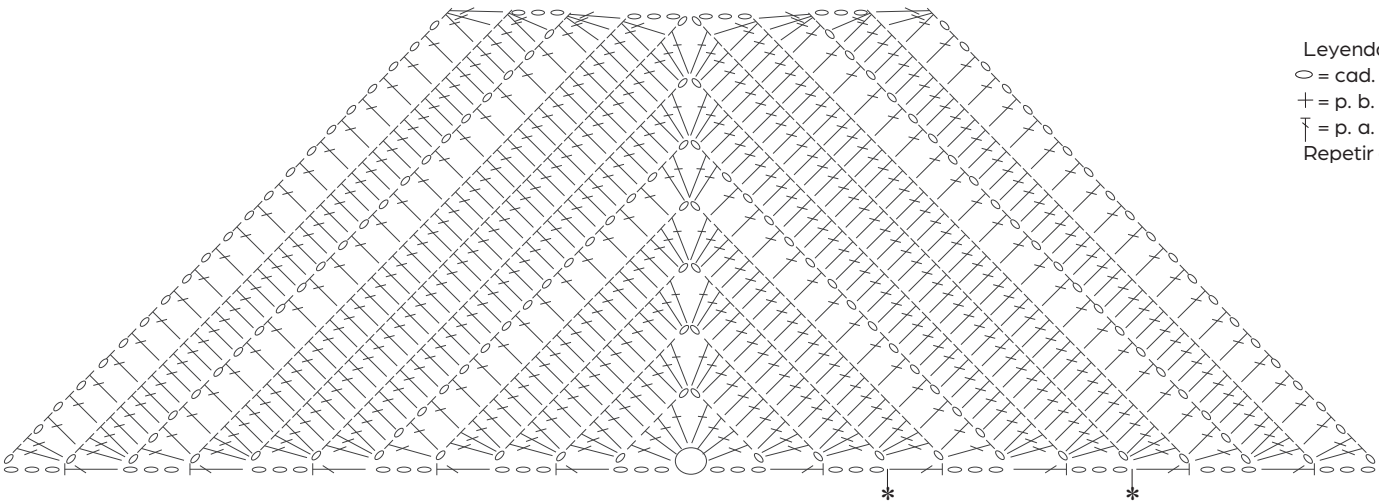 Leyenda
= cad.
= p. b.
= p. a.
Repetir
* *